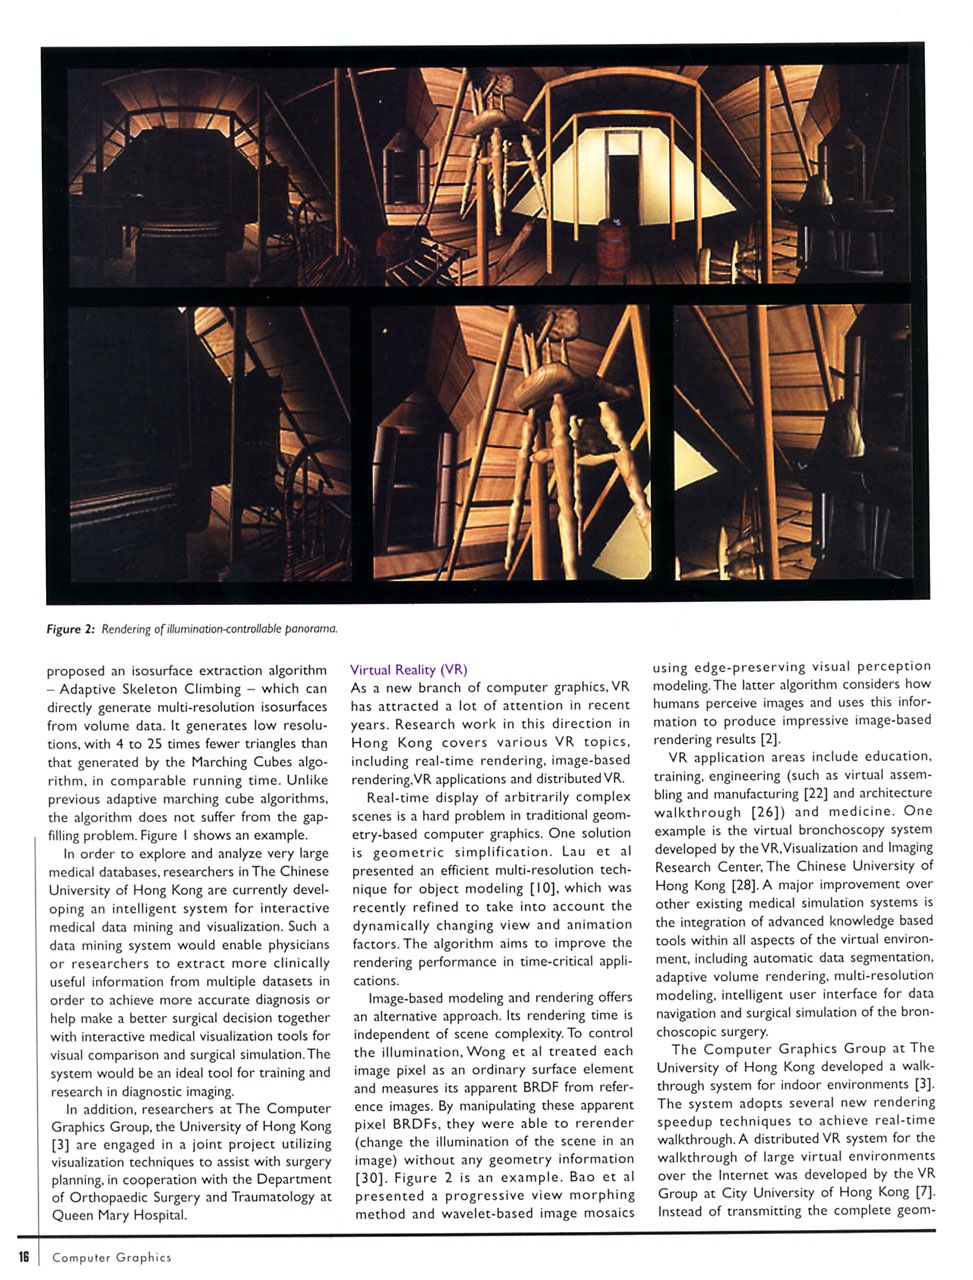 Figure 2: Rendering of illumination-controllable panorama.
proposed an isosurface extraction algorithm
– Adaptive Skeleton Climbing – which can
directly generate multi-resolution isosurfaces
from volume data. It generates low resolu-
tions, with 4 to 25 times fewer triangles than
that generated by the Marching Cubes algo-
rithm, in comparable running time. Unlike
previous adaptive marching cube algorithms,
the algorithm does not suffer from the gap-
filling problem. Figure 1 shows an example.
In order to explore and analyze very large
medical databases, researchers in The Chinese
University of Hong Kong are currently devel-
oping an intelligent system for interactive
medical data mining and visualization. Such a
data mining system would enable physicians
or researchers to extract more clinically
useful information from multiple datasets in
order to achieve more accurate diagnosis or
help make a better surgical decision together
with interactive medical visualization tools for
visual comparison and surgical simulation. The
system would be an ideal tool for training and
research in diagnostic imaging.
In addition, researchers at The Computer
Graphics Group, the University of Hong Kong
[3] are engaged in a joint project utilizing
visualization techniques to assist with surgery
planning, in cooperation with the Department
of Orthopaedic Surgery and Traumatology at
Queen Mary Hospital.
Virtual Reality (VR)
As a new branch of computer graphics, VR
has attracted a lot of attention in recent
years. Research work in this direction in
Hong Kong covers various VR topics,
including real-time rendering, image-based
rendering, VR applications and distributed VR.
Real-time display of arbitrarily complex
scenes is a hard problem in traditional geom-
etry-based computer graphics. One solution
is geometric simplification. Lau et al
presented an efficient multi-resolution tech-
nique for object modeling [10], which was
recently refined to take into account the
dynamically changing view and animation
factors. The algorithm aims to improve the
rendering performance in time-critical appli-
cations.
Image-based modeling and rendering offers
an alternative approach. Its rendering time is
independent of scene complexity. To control
the illumination, Wong et al treated each
image pixel as an ordinary surface element
and measures its apparent BRDF from refer-
ence images. By manipulating these apparent
pixel BRDFs, they were able to rerender
(change the illumination of the scene in an
image) without any geometry information
[30]. Figure 2 is an example. Bao et al
presented a progressive view morphing
method and wavelet-based image mosaics
using edge-preserving visual perception
modeling. The latter algorithm considers how
humans perceive images and uses this infor-
mation to produce impressive image-based
rendering results [2].
VR application areas include education,
training, engineering (such as virtual assem-
bling and manufacturing [22] and architecture
walkthrough [26]) and medicine. One
example is the virtual bronchoscopy system
developed by the VR, Visualization and Imaging
Research Center, The Chinese University of
Hong Kong [28]. A major improvement over
other existing medical simulation systems is
the integration of advanced knowledge based
tools within all aspects of the virtual environ-
ment, including automatic data segmentation,
adaptive volume rendering, multi-resolution
modeling, intelligent user interface for data
navigation and surgical simulation of the bron-
choscopic surgery.
The Computer Graphics Group at The
University of Hong Kong developed a walk-
through system for indoor environments [3].
The system adopts several new rendering
speedup techniques to achieve real-time
walkthrough. A distributed VR system for the
walkthrough of large virtual environments
over the Internet was developed by the VR
Group at City University of Hong Kong [7].
Instead of transmitting the complete geom-
16 Computer Graphics